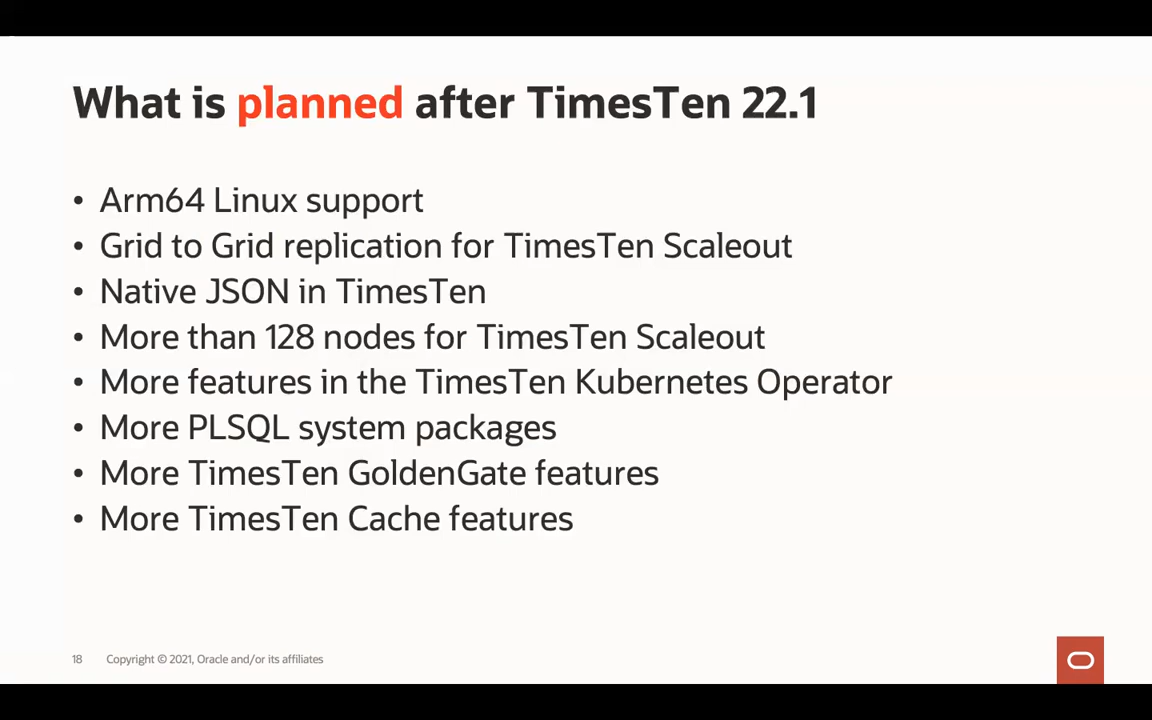 What is planned after TimesTen 22.1
• Arm64 Linux support
• Grid to Grid replication for TimesTen Scaleout
• Native JSON in TimesTen
• More than 128 nodes for TimesTen Scaleout
• More features in the TimesTen Kubernetes Operator
• More PLSQL system packages
• More TimesTen GoldenGate features
• More TimesTen Cache features
18 Copyright © 2021, Oracle and/or its affiliates